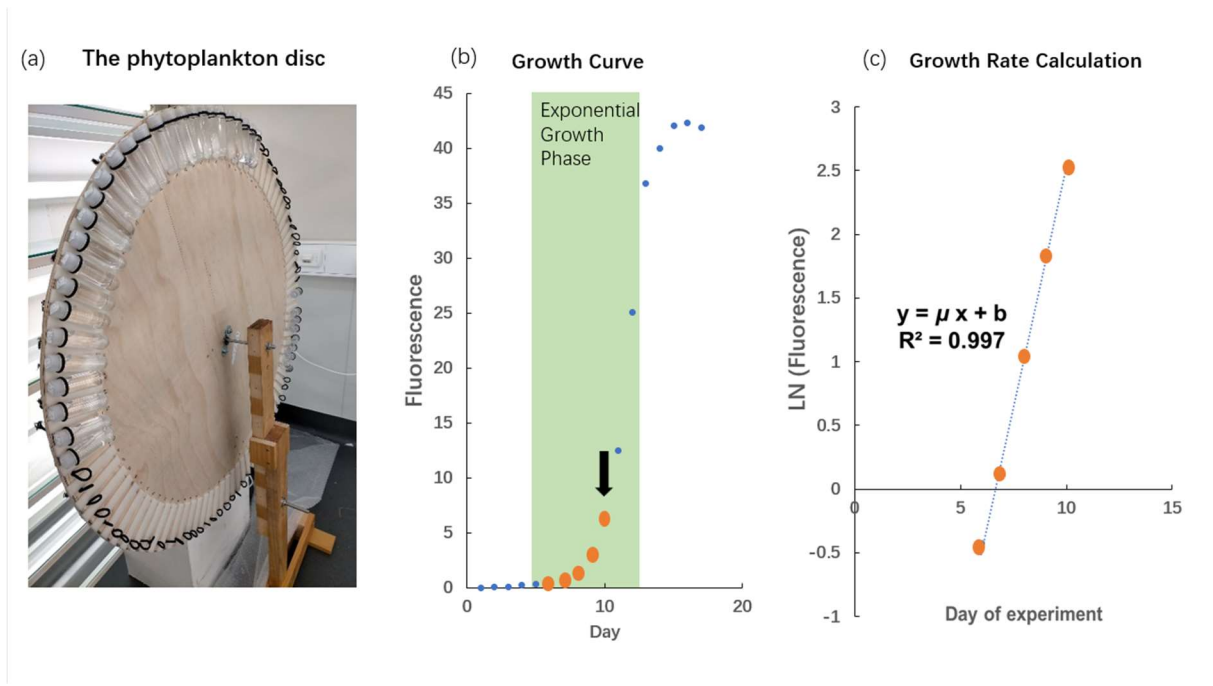 (a) The phytoplankton disc
(b) Growth Curve
Exponential
Growth
Phase
Fluorescence
45
40
35
30
25
20
15
10
5
0
0 10 20
Day
(c) Growth Rate Calculation
LN (Fluorescence)
3
2.5
2
1.5
1
0.5
0
-0.5
-1
0 5 10 15
y = μ x + b
R² = 0.997
Day of experiment